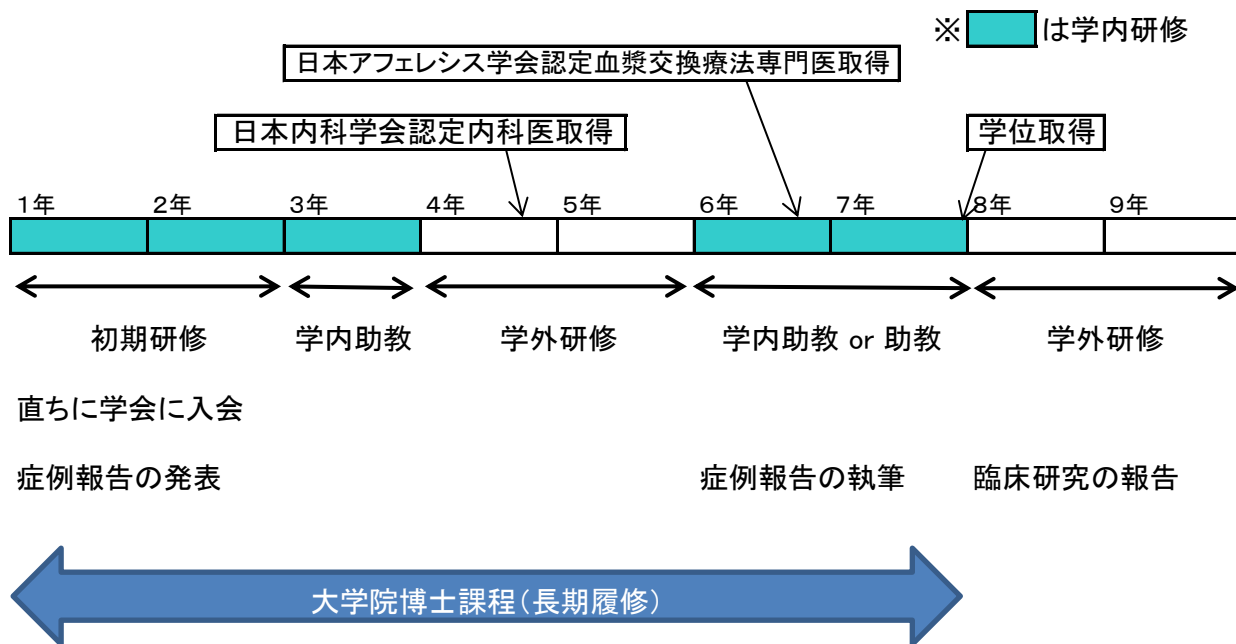 ※ は学内研修
日本アフェレシス学会認定血漿交換療法専門医取得
日本内科学会認定内科医取得
学位取得
1年 2年 3年 4年 5年 6年 7年 8年 9年
初期研修 学内助教 学外研修 学内助教 or 助教 学外研修
直ちに学会に入会
症例報告の発表 症例報告の執筆 臨床研究の報告
大学院博士課程(長期履修)